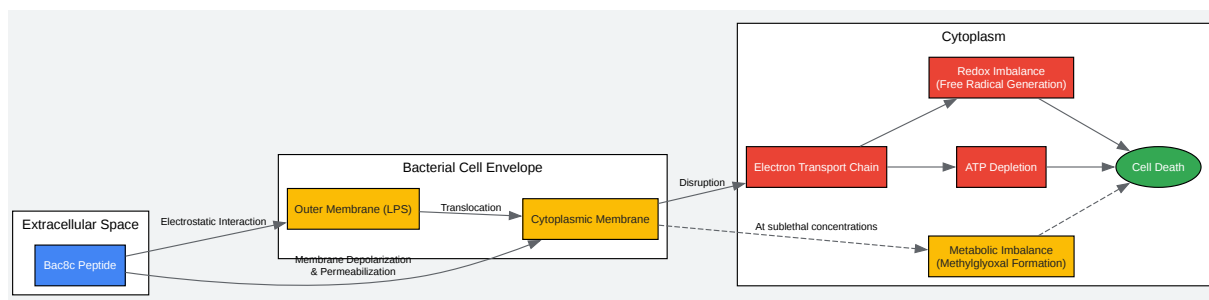 Extracellular Space
Bac8c Peptide
Electrostatic Interaction
Membrane Depolarization
& Permeabilization
Bacterial Cell Envelope
Outer Membrane (LPS)
Translocation
Cytoplasmic Membrane
Disruption
At sublethal concentrations
Cytoplasm
Redox Imbalance
(Free Radical Generation)
Electron Transport Chain
ATP Depletion
Cell Death
Metabolic Imbalance
(Methylglyoxal Formation)